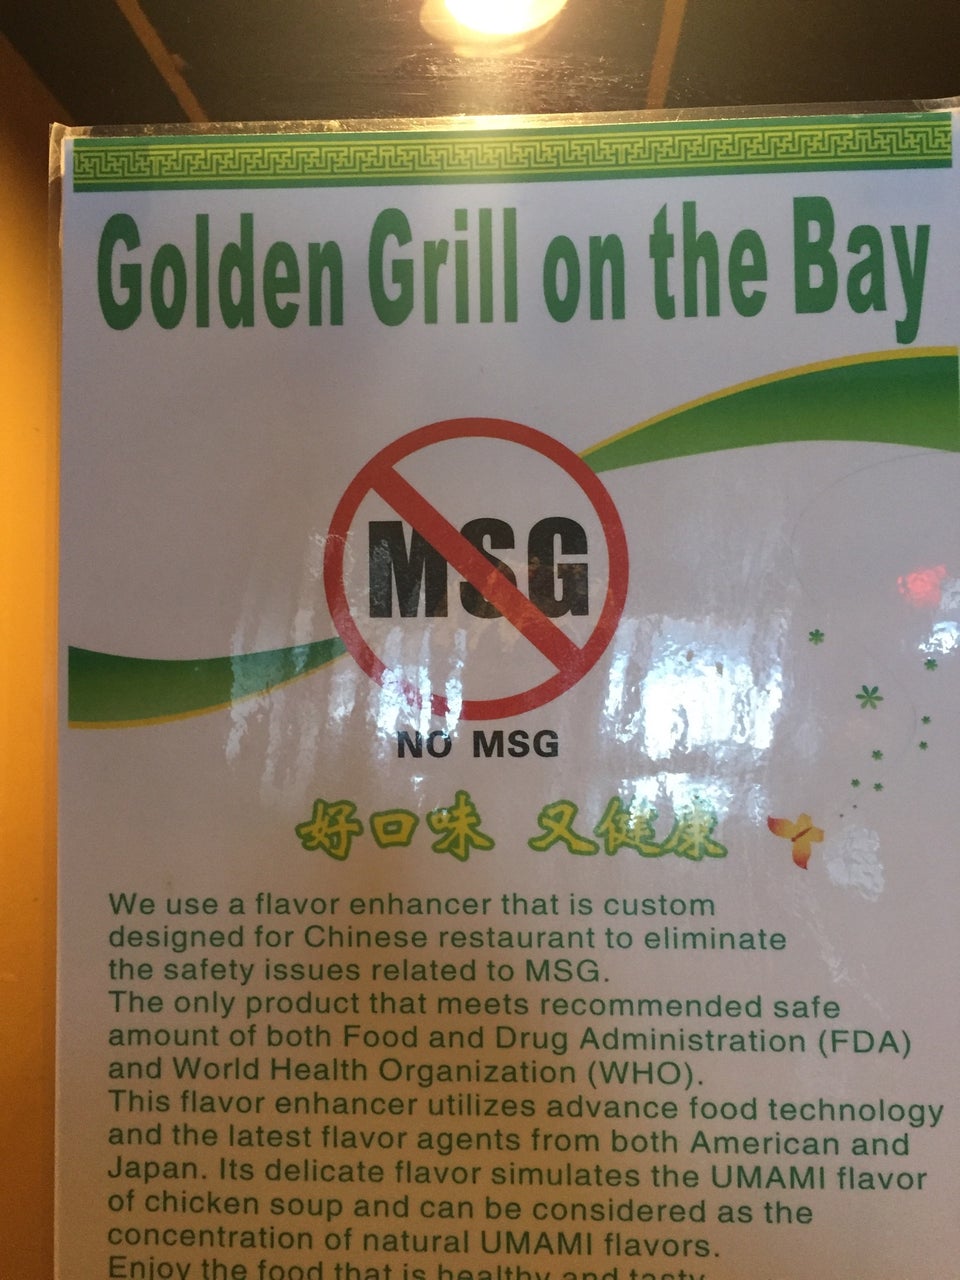 Golden Grill on the Bay
MSG
NO MSG
好口味 又健康
We use a flavor enhancer that is custom
designed for Chinese restaurant to eliminate
the safety issues related to MSG.
The only product that meets recommended safe
amount of both Food and Drug Administration (FDA)
and World Health Organization (WHO).
This flavor enhancer utilizes advance food technology
and the latest flavor agents from both American and
Japan. Its delicate flavor simulates the UMAMI flavor
of chicken soup and can be considered as the
concentration of natural UMAMI flavors.
Enjoy the food that is healthy and tasty.